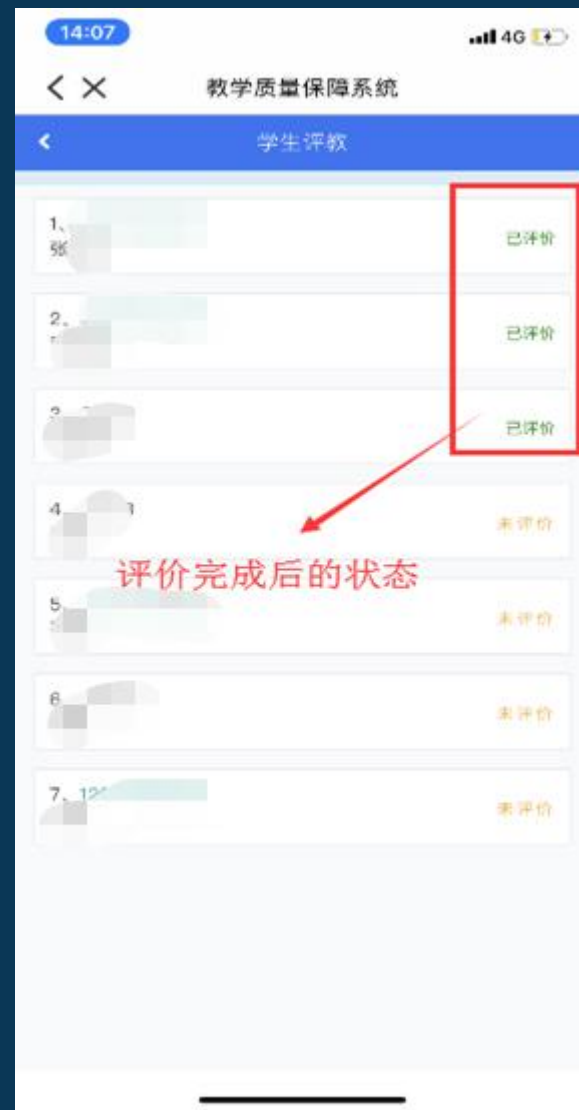 14:07
4G
教学质量保障系统
学生评教
1、
张
已评价
2、
已评价
已评价
4
未评价
评价完成后的状态
5
未评价
6
未评价
7、12
未评价